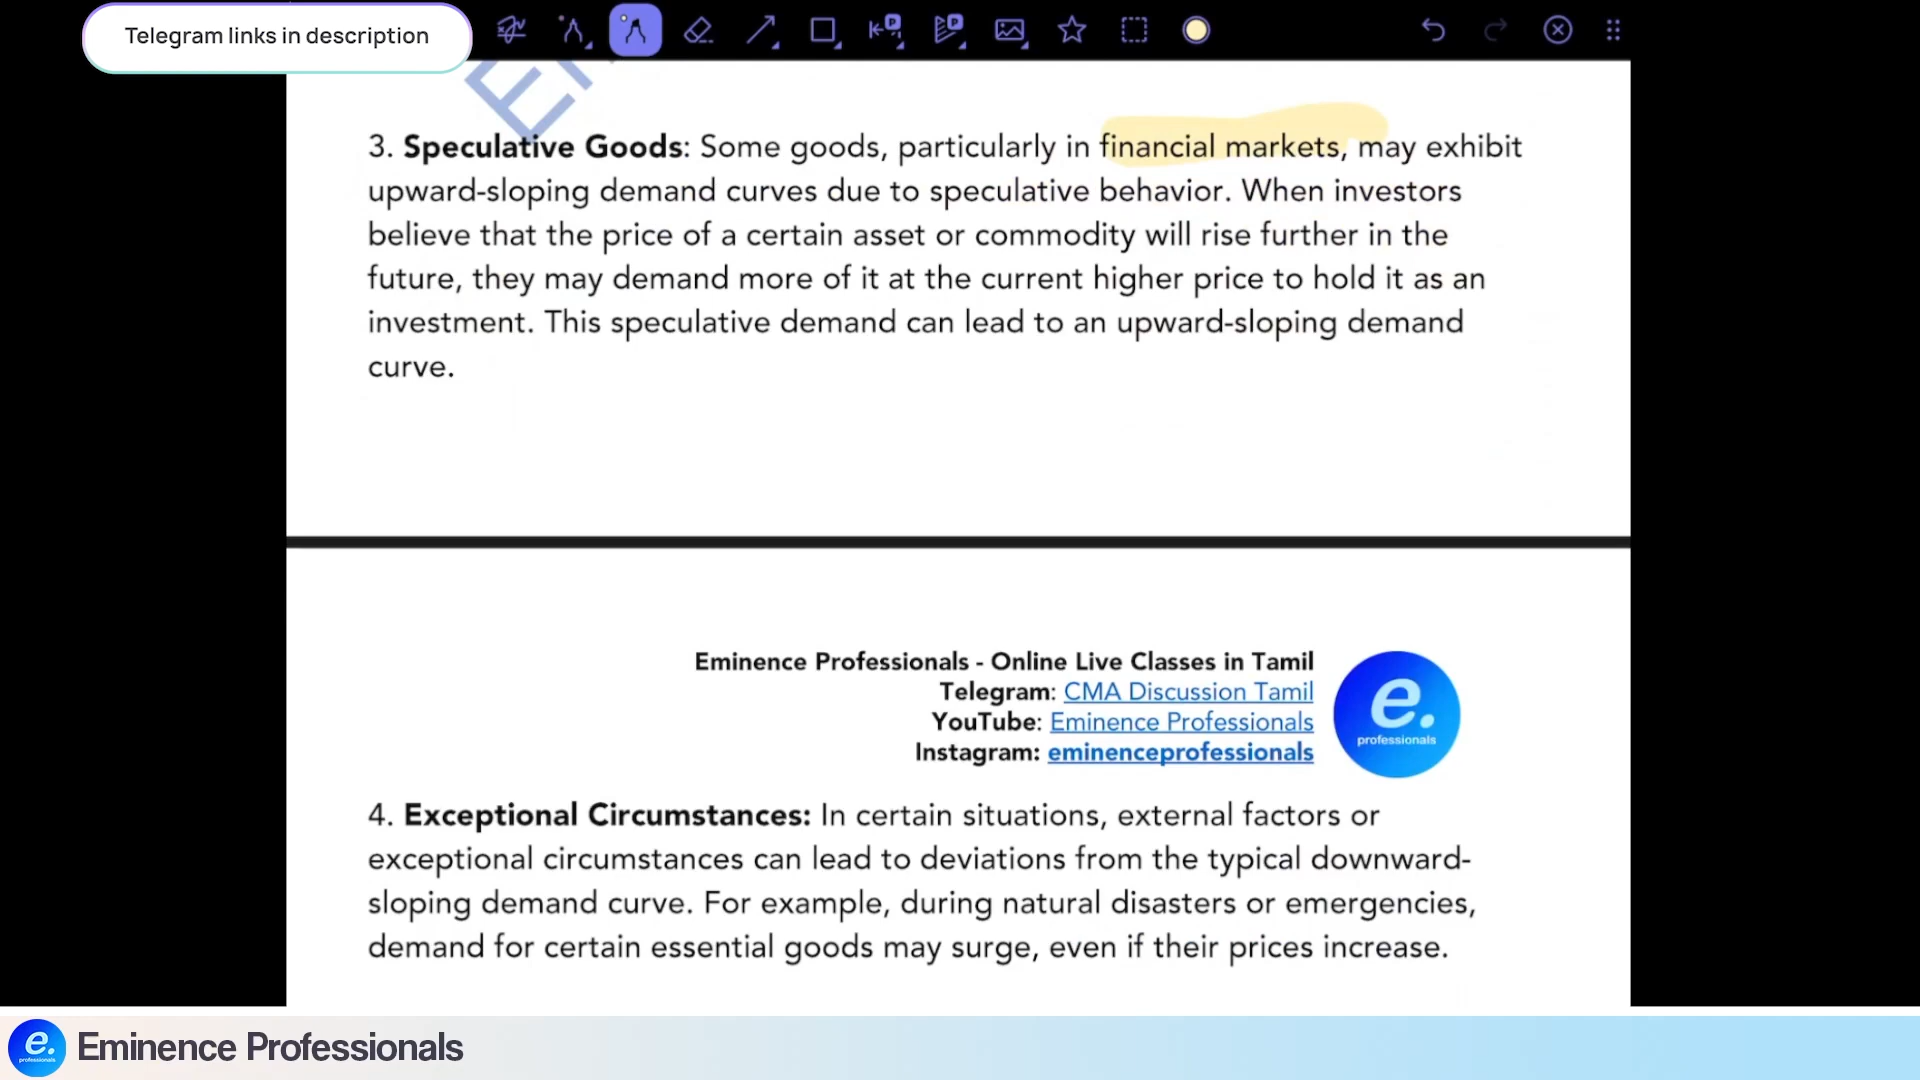 Telegram links in description
3. Speculative Goods: Some goods, particularly in financial markets, may exhibit
upward-sloping demand curves due to speculative behavior. When investors
believe that the price of a certain asset or commodity will rise further in the
future, they may demand more of it at the current higher price to hold it as an
investment. This speculative demand can lead to an upward-sloping demand
curve.
Eminence Professionals - Online Live Classes in Tamil
Telegram: CMA Discussion Tamil
YouTube: Eminence Professionals
Instagram: eminenceprofessionals
e.
professionals
4. Exceptional Circumstances: In certain situations, external factors or
exceptional circumstances can lead to deviations from the typical downward-
sloping demand curve. For example, during natural disasters or emergencies,
demand for certain essential goods may surge, even if their prices increase.
e.
professionals
Eminence Professionals